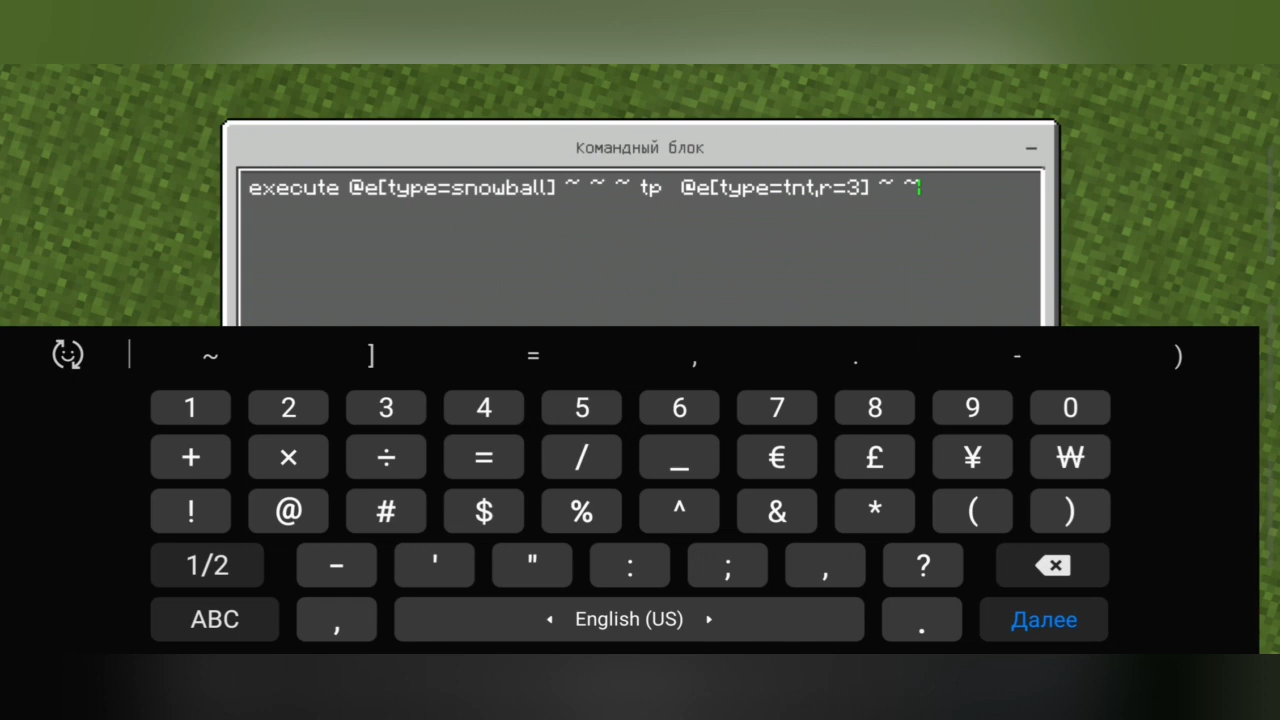 Командный блок
execute @e[type=snowball] ~ ~ ~ tp  @e[type=tnt,r=3] ~ ~
~ ] = , . - )
1 2 3 4 5 6 7 8 9 0
+ × ÷ = / _ € £ ¥ ₩
! @ # $ % ^ & * ( )
1/2 - ' " : ; , ?
ABC , English (US) . Далее